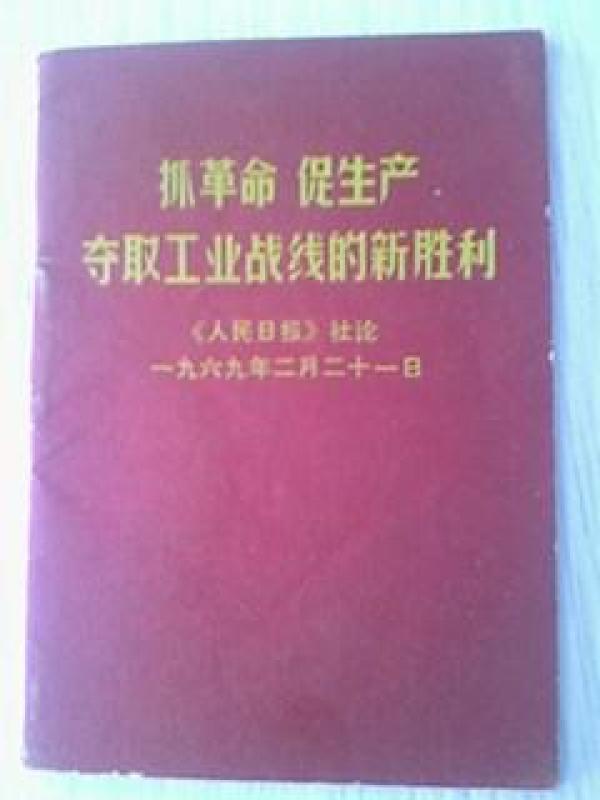 抓革命 促生产
夺取工业战线的新胜利
《人民日报》社论
一九六九年二月二十一日